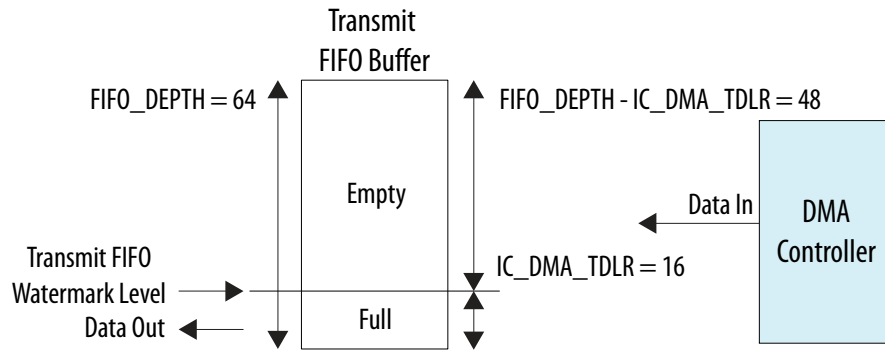 Transmit
FIFO Buffer
FIFO_DEPTH = 64
FIFO_DEPTH - IC_DMA_TDLR = 48
Empty
Data In
DMA
Controller
Transmit FIFO
Watermark Level
IC_DMA_TDLR = 16
Data Out
Full